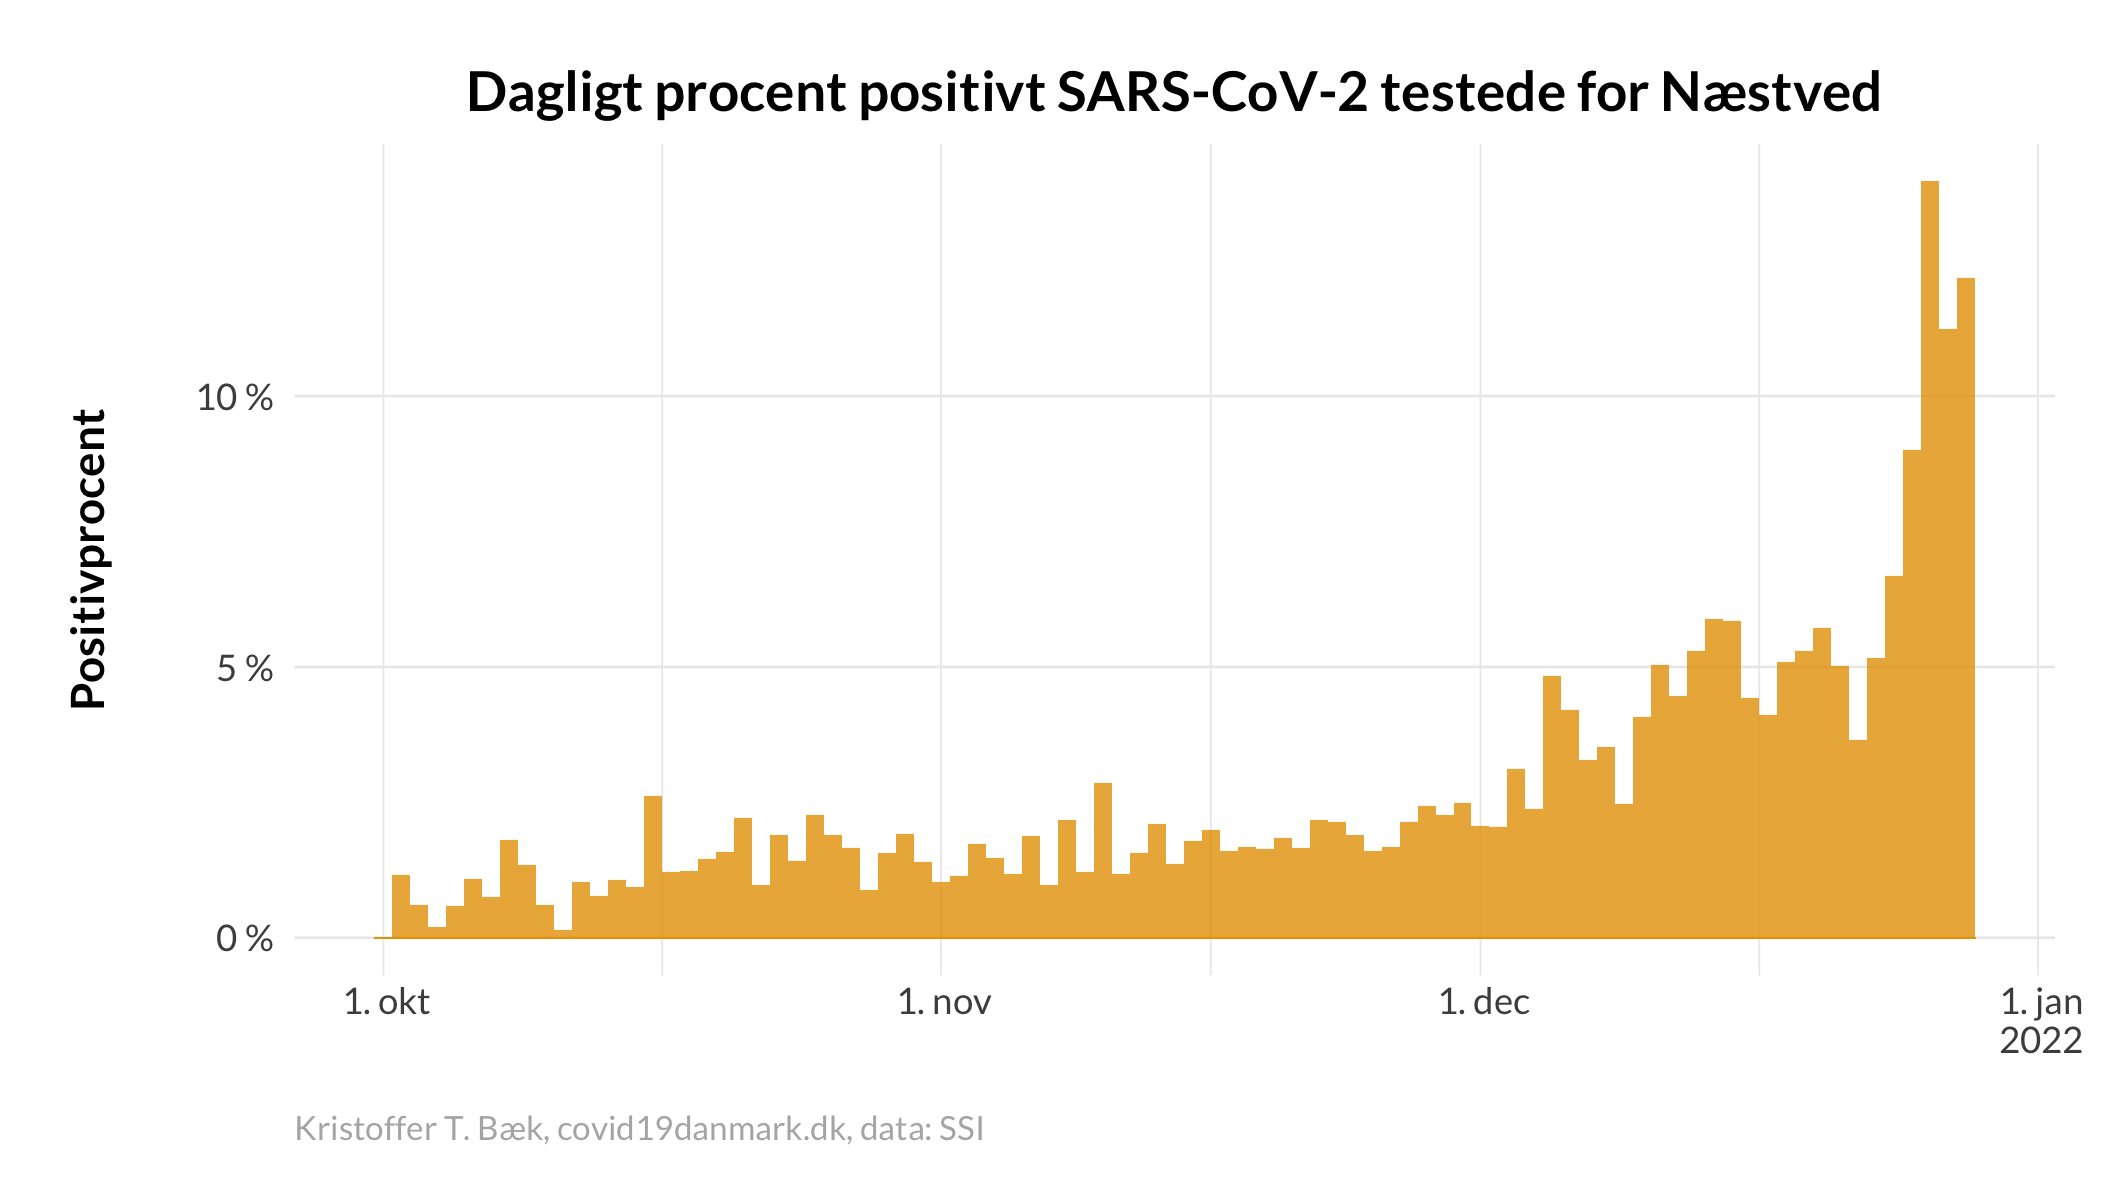 Dagligt procent positivt SARS-CoV-2 testede for Næstved
Positivprocent
10 %
5 %
0 %
1. okt
1. nov
1. dec
1. jan
2022
Kristoffer T. Bæk, covid19danmark.dk, data: SSI